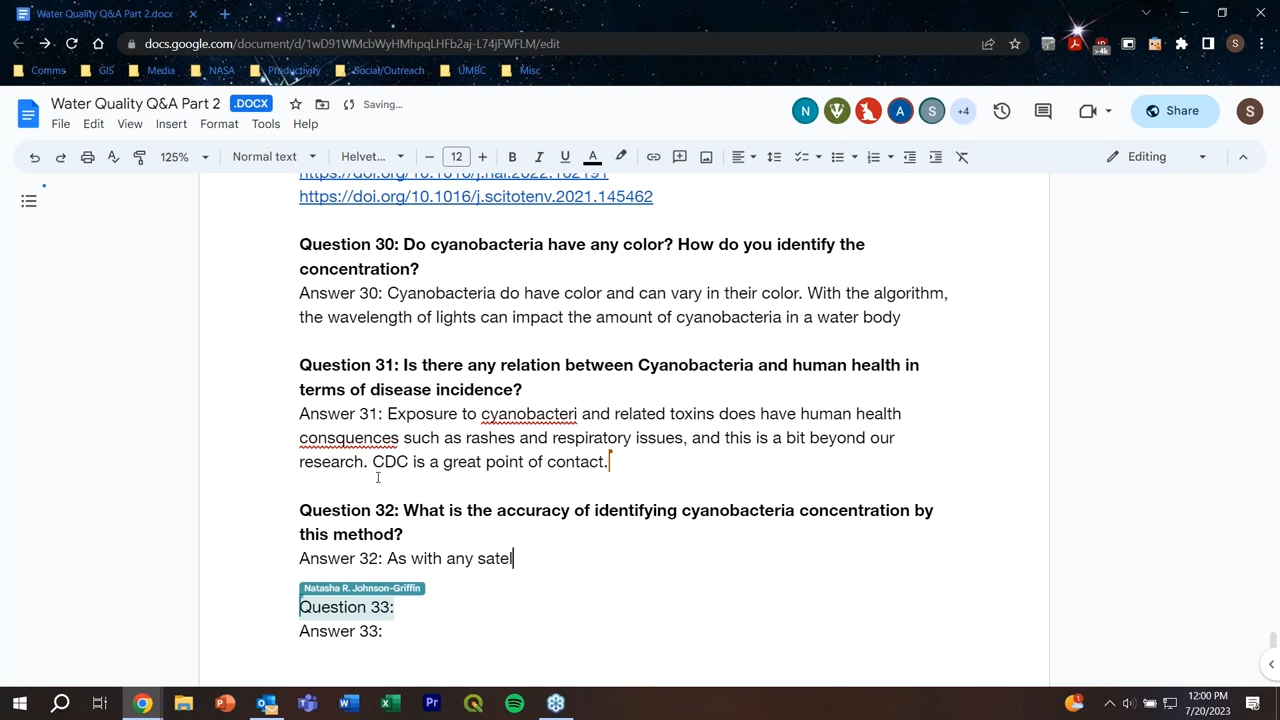 Water Quality Q&A Part 2.docx
docs.google.com/document/d/1wD91WMcbWyHMhpqLHFb2aj-L74jFWFLM/edit
>4k
S
Comms GIS Media NASA Productivity Social/Outreach UMBC Misc
Water Quality Q&A Part 2 .DOCX Saving...
N A S +4 Share S
File Edit View Insert Format Tools Extensions Help
125% Normal text Helvet... 12 B I U A Editing
https://doi.org/10.1016/j.scitotenv.2021.145462
Question 30: Do cyanobacteria have any color? How do you identify the
concentration?
Answer 30: Cyanobacteria do have color and can vary in their color. With the algorithm,
the wavelength of lights can impact the amount of cyanobacteria in a water body
Question 31: Is there any relation between Cyanobacteria and human health in
terms of disease incidence?
Answer 31: Exposure to cyanobacteri and related toxins does have human health
consquences such as rashes and respiratory issues, and this is a bit beyond our
research. CDC is a great point of contact.
Question 32: What is the accuracy of identifying cyanobacteria concentration by
this method?
Answer 32: As with any satel
Natasha R. Johnson-Griffin
Question 33:
Answer 33:
12:00 PM
7/20/2023